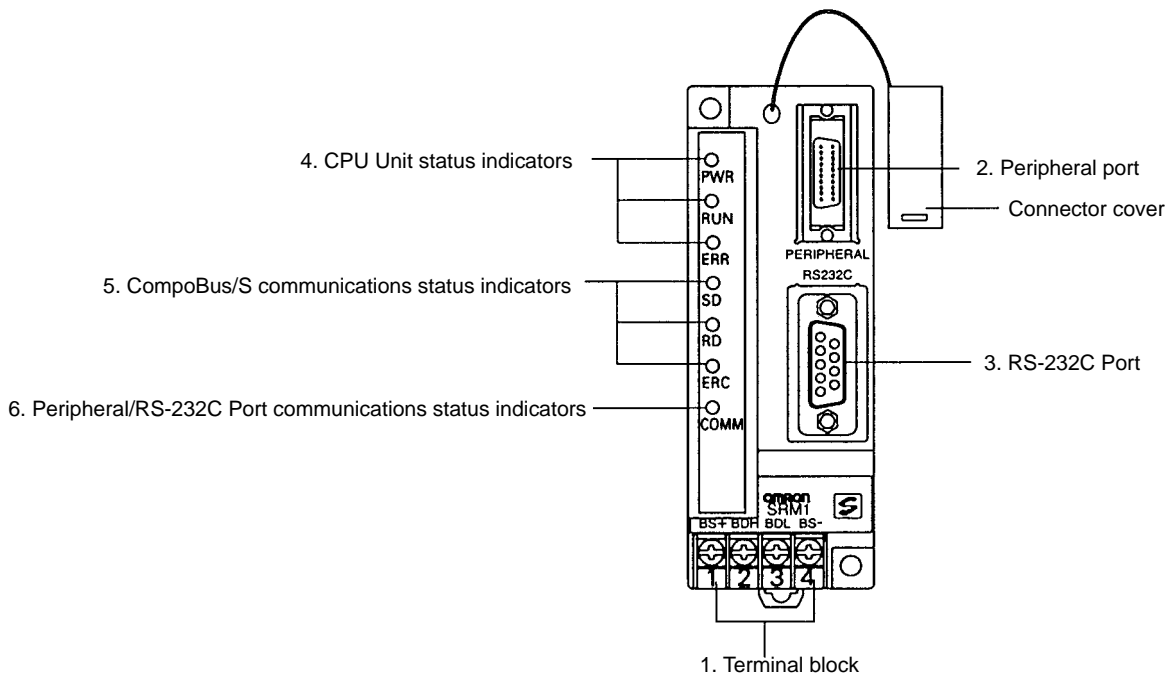 4. CPU Unit status indicators
PWR
RUN
ERR
5. CompoBus/S communications status indicators
SD
RD
ERC
6. Peripheral/RS-232C Port communications status indicators
COMM
2. Peripheral port
Connector cover
PERIPHERAL
RS232C
3. RS-232C Port
OMRON
SRM1
S
BS+ BDH BDL BS-
1 2 3 4
1. Terminal block